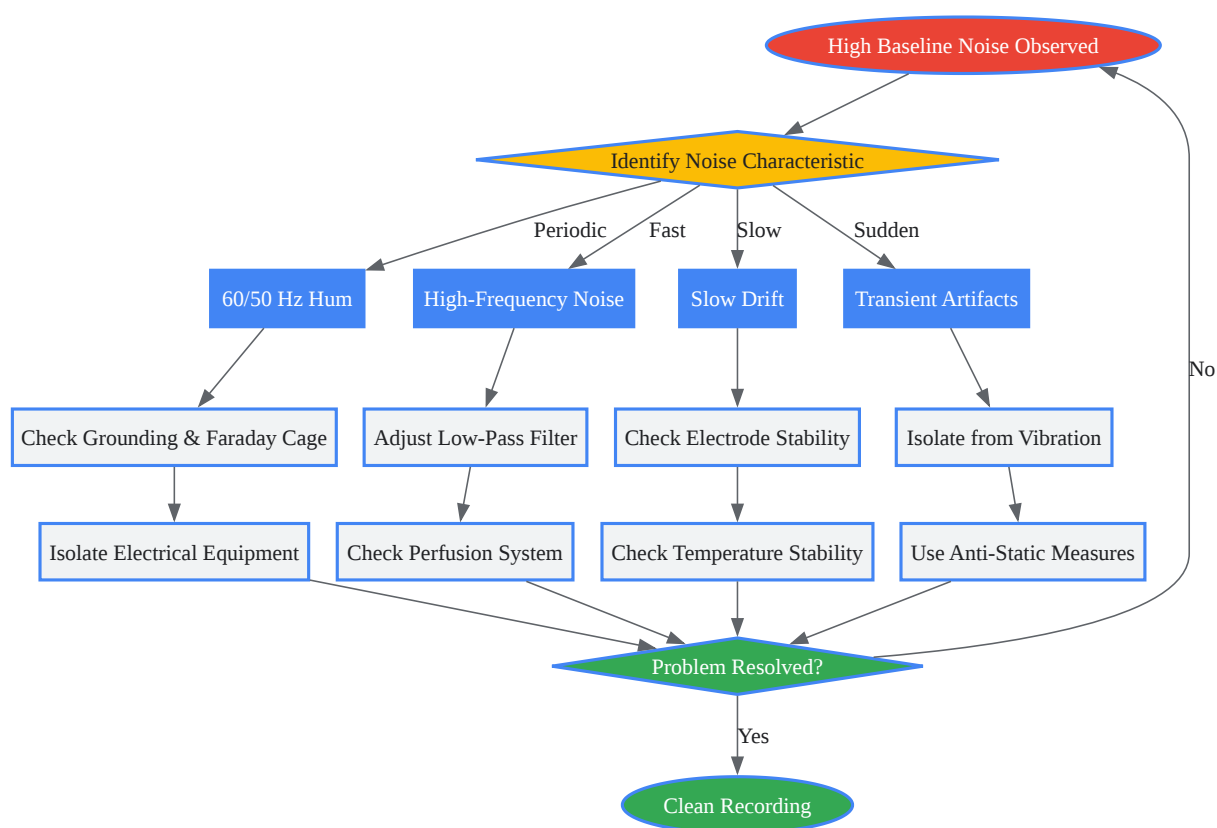 High Baseline Noise Observed
Identify Noise Characteristic
Periodic
Fast
Slow
Sudden
60/50 Hz Hum
High-Frequency Noise
Slow Drift
Transient Artifacts
No
Check Grounding & Faraday Cage
Adjust Low-Pass Filter
Check Electrode Stability
Isolate from Vibration
Isolate Electrical Equipment
Check Perfusion System
Check Temperature Stability
Use Anti-Static Measures
Problem Resolved?
Yes
Clean Recording